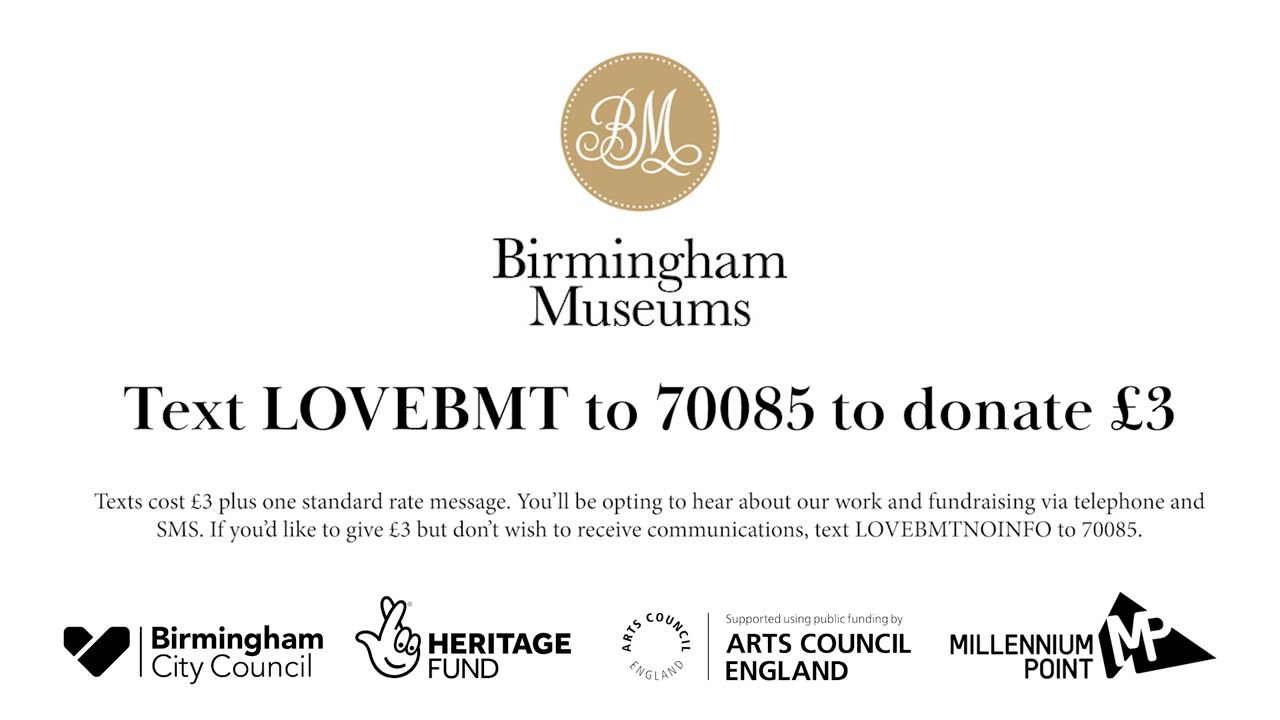 BM
Birmingham
Museums
Text LOVEBMT to 70085 to donate £3
Texts cost £3 plus one standard rate message. You’ll be opting to hear about our work and fundraising via telephone and
SMS. If you’d like to give £3 but don’t wish to receive communications, text LOVEBMTNOINFO to 70085.
Birmingham
City Council
HERITAGE
FUND
ARTS COUNCIL
ENGLAND
Supported using public funding by
ARTS COUNCIL
ENGLAND
MILLENNIUM
POINT
MP